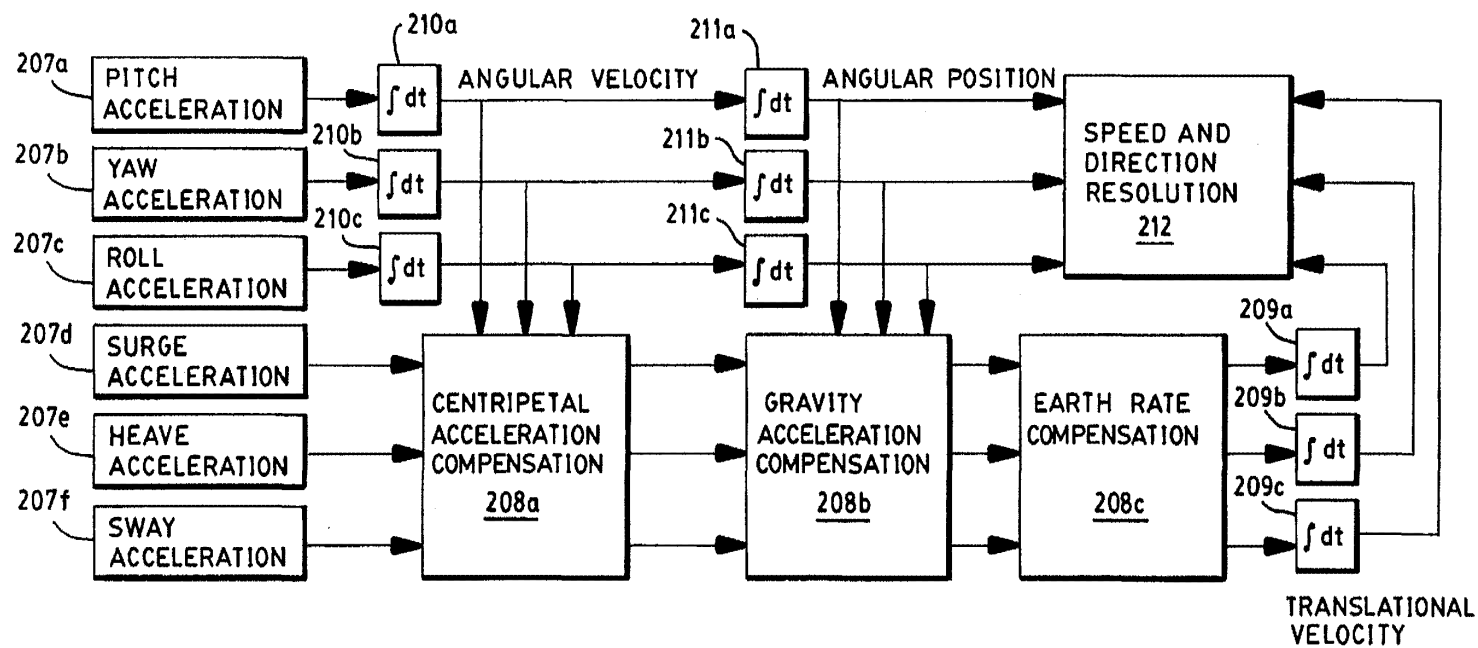 210a
211a
207a
PITCH
ACCELERATION
∫dt
ANGULAR VELOCITY
∫dt
ANGULAR POSITION
207b
YAW
ACCELERATION
210b
∫dt
211b
∫dt
SPEED AND
DIRECTION
RESOLUTION
212
207c
ROLL
ACCELERATION
210c
∫dt
211c
∫dt
207d
SURGE
ACCELERATION
207e
HEAVE
ACCELERATION
207f
SWAY
ACCELERATION
CENTRIPETAL
ACCELERATION
COMPENSATION
208a
GRAVITY
ACCELERATION
COMPENSATION
208b
EARTH RATE
COMPENSATION
208c
209a
∫dt
209b
∫dt
209c
∫dt
TRANSLATIONAL
VELOCITY